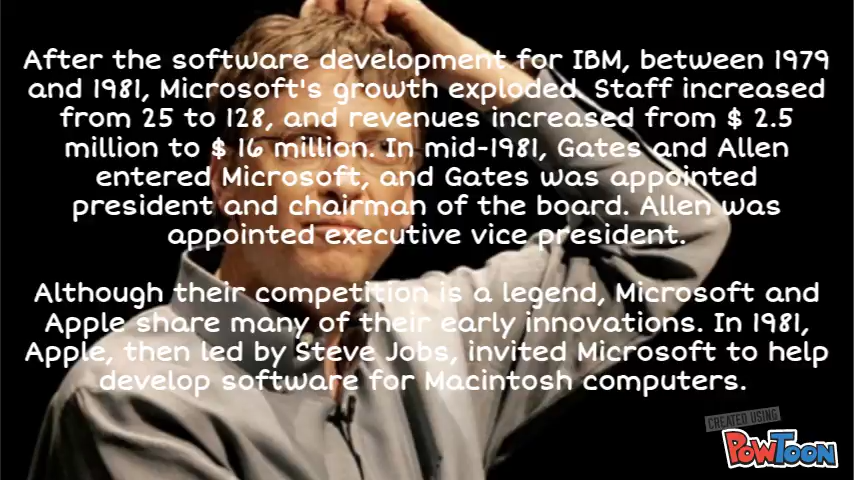 After the software development for IBM, between 1979
and 1981, Microsoft's growth exploded. Staff increased
from 25 to 128, and revenues increased from $ 2.5
million to $ 16 million. In mid-1981, Gates and Allen
entered Microsoft, and Gates was appointed
president and chairman of the board. Allen was
appointed executive vice president.
Although their competition is a legend, Microsoft and
Apple share many of their early innovations. In 1981,
Apple, then led by Steve Jobs, invited Microsoft to help
develop software for Macintosh computers.
CREATED USING
POWTOON